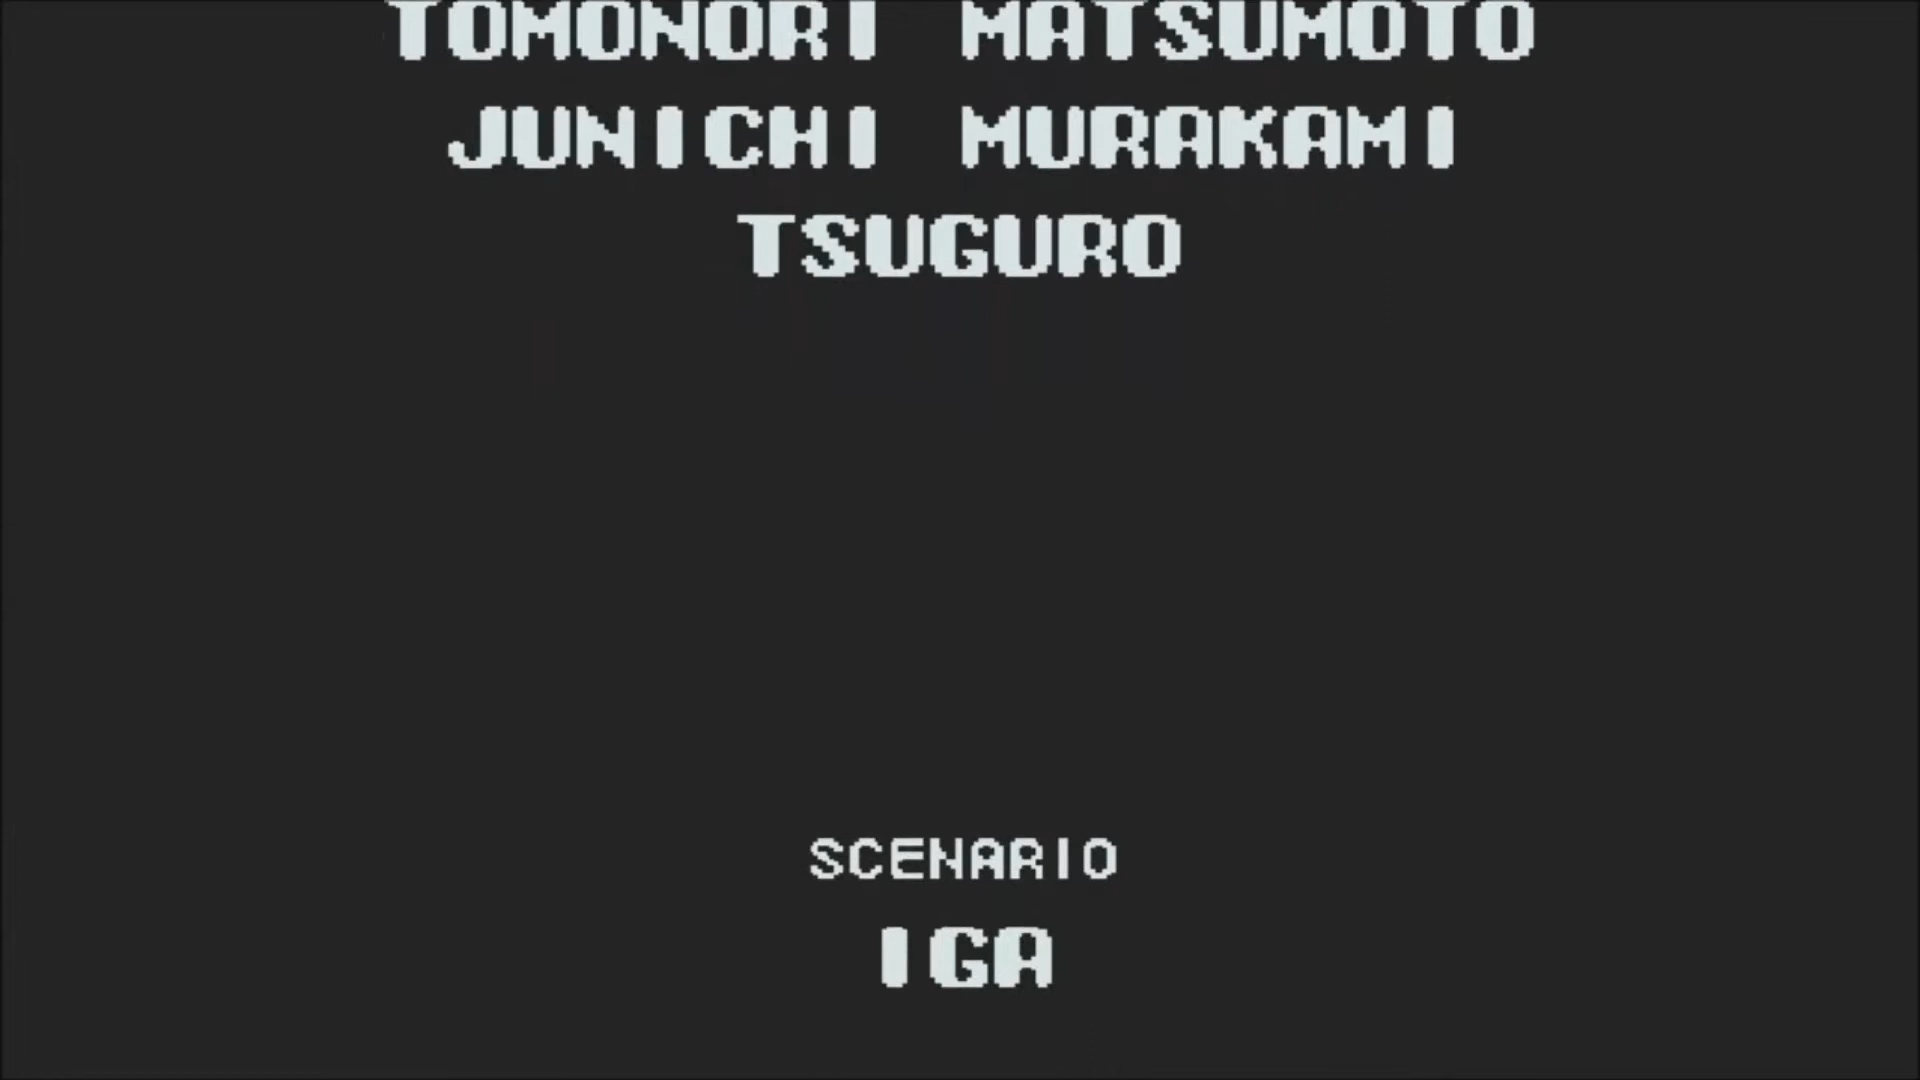 TOMONORI MATSUMOTO
JUNICHI MURAKAMI
TSUGURO
SCENARIO
IGA